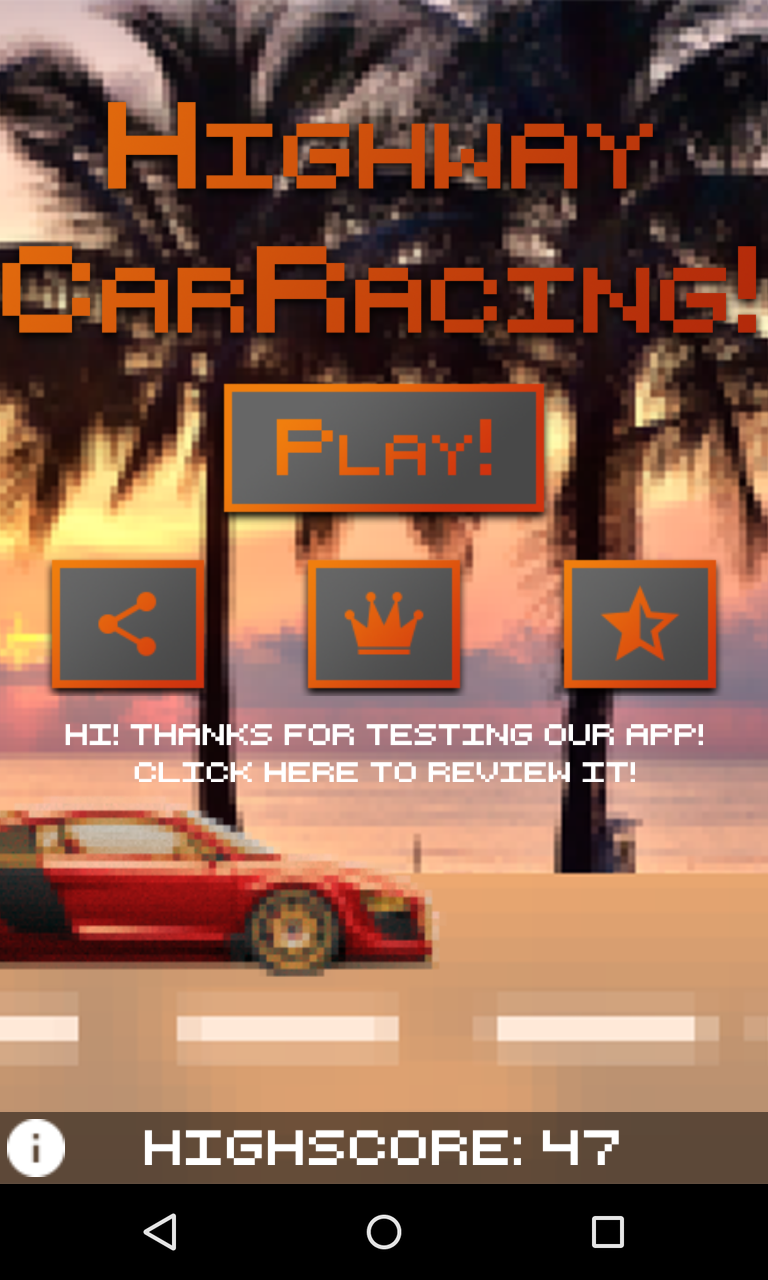 Highway
CarRacing!
Play!
HI! THANKS FOR TESTING OUR APP!
CLICK HERE TO REVIEW IT!
HIGHSCORE: 47